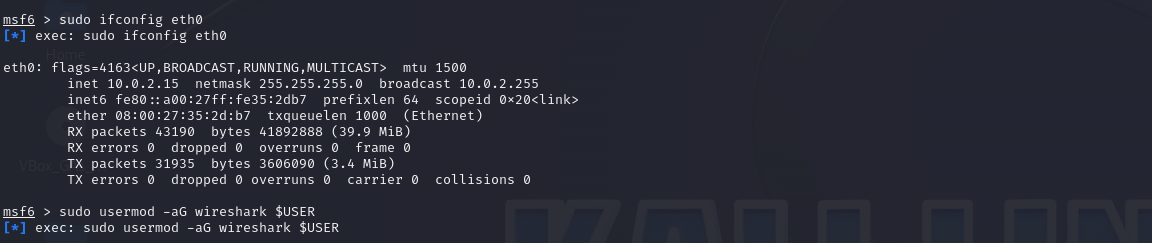 msf6 > sudo ifconfig eth0
[*] exec: sudo ifconfig eth0
Home
eth0: flags=4163<UP,BROADCAST,RUNNING,MULTICAST>  mtu 1500
        inet 10.0.2.15  netmask 255.255.255.0  broadcast 10.0.2.255
        inet6 fe80::a00:27ff:fe35:2db7  prefixlen 64  scopeid 0×20<link>
        ether 08:00:27:35:2d:b7  txqueuelen 1000  (Ethernet)
        RX packets 43190  bytes 41892888 (39.9 MiB)
        RX errors 0  dropped 0  overruns 0  frame 0
        TX packets 31935  bytes 3606090 (3.4 MiB)
        TX errors 0  dropped 0 overruns 0  carrier 0  collisions 0
msf6 > sudo usermod -aG wireshark $USER
[*] exec: sudo usermod -aG wireshark $USER